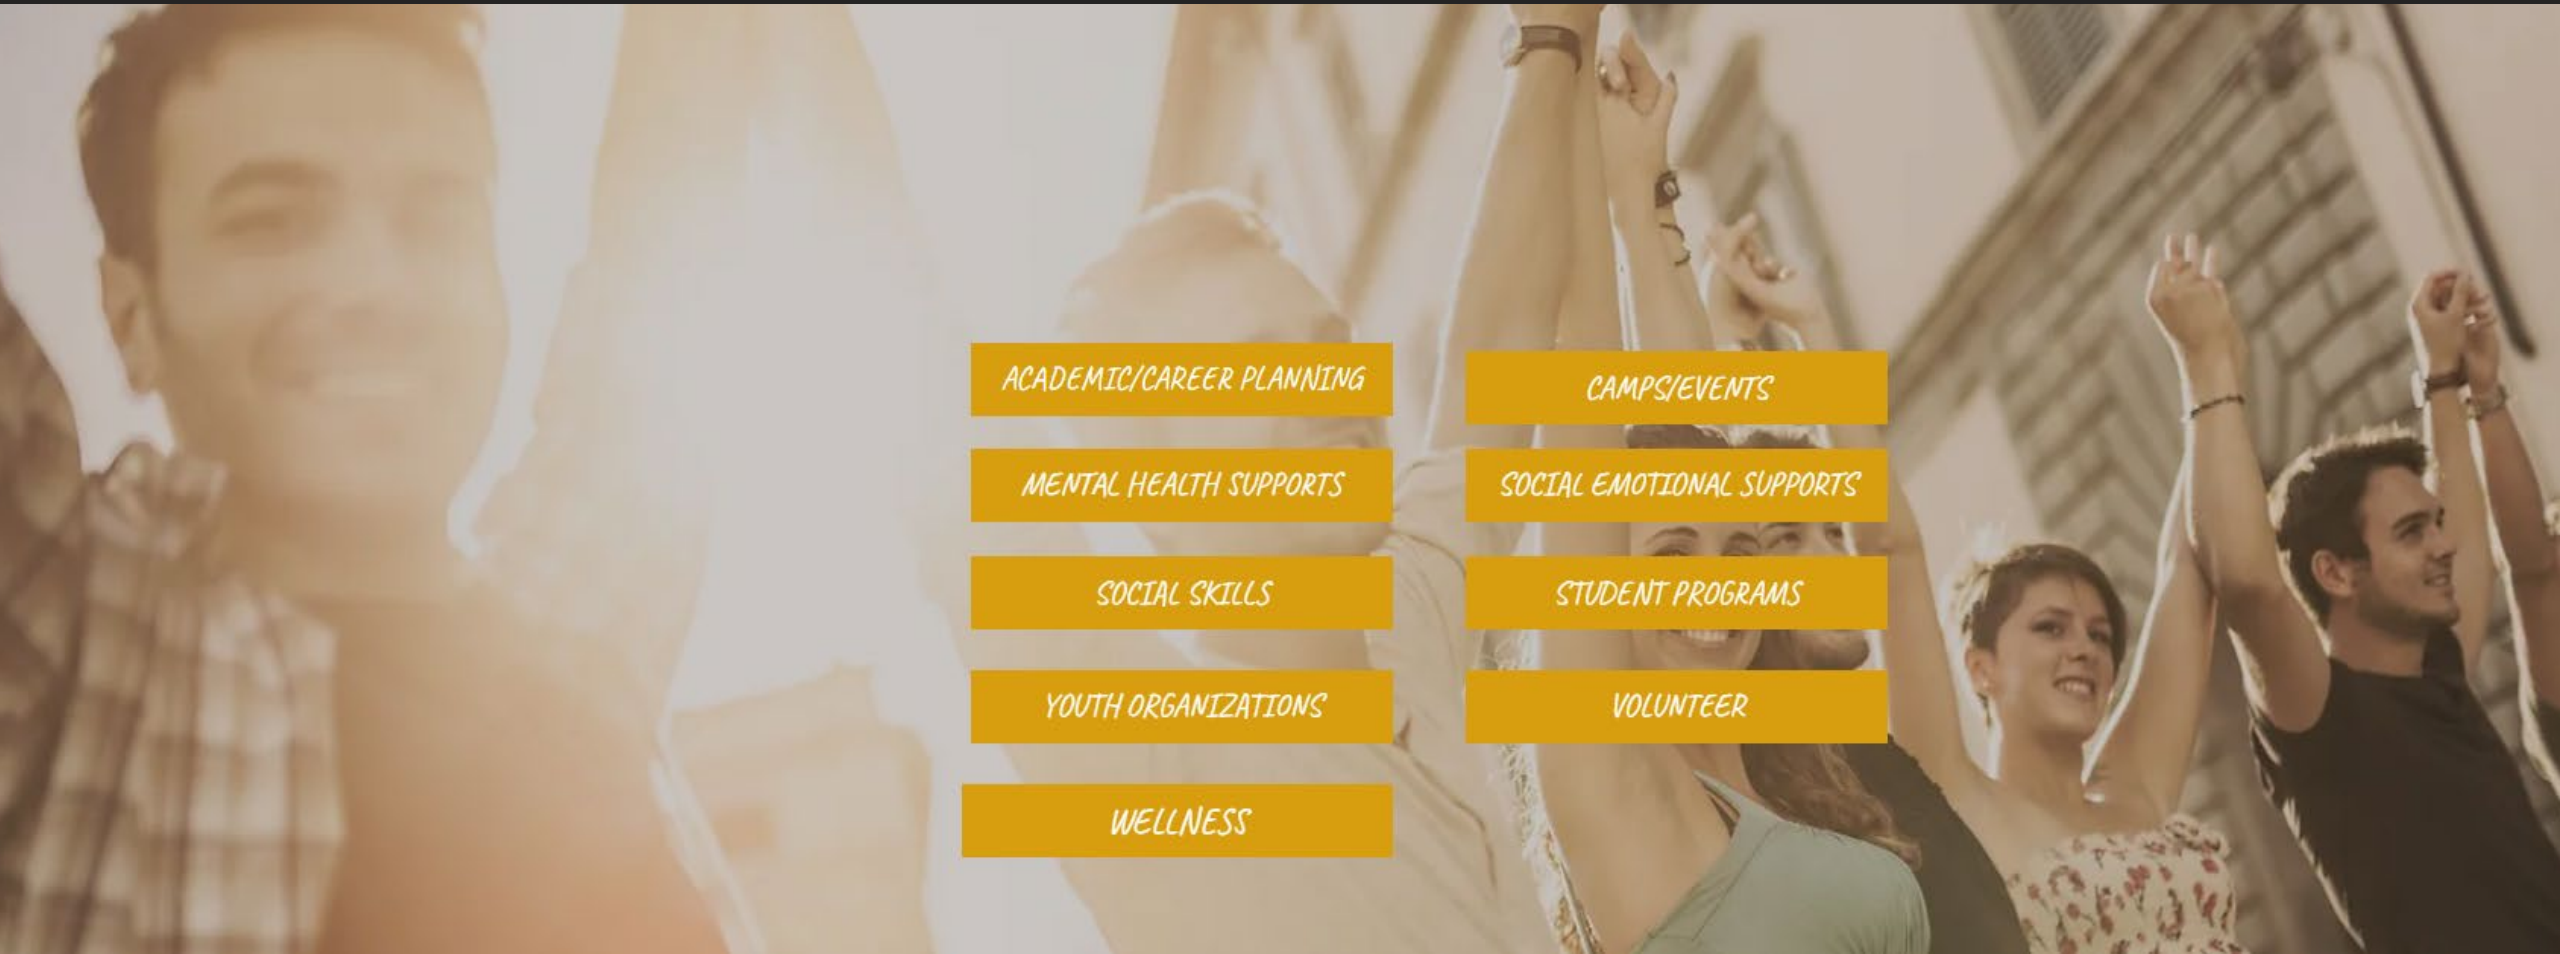 ACADEMIC/CAREER PLANNING
CAMPS/EVENTS
MENTAL HEALTH SUPPORTS
SOCIAL EMOTIONAL SUPPORTS
SOCIAL SKILLS
STUDENT PROGRAMS
YOUTH ORGANIZATIONS
VOLUNTEER
WELLNESS